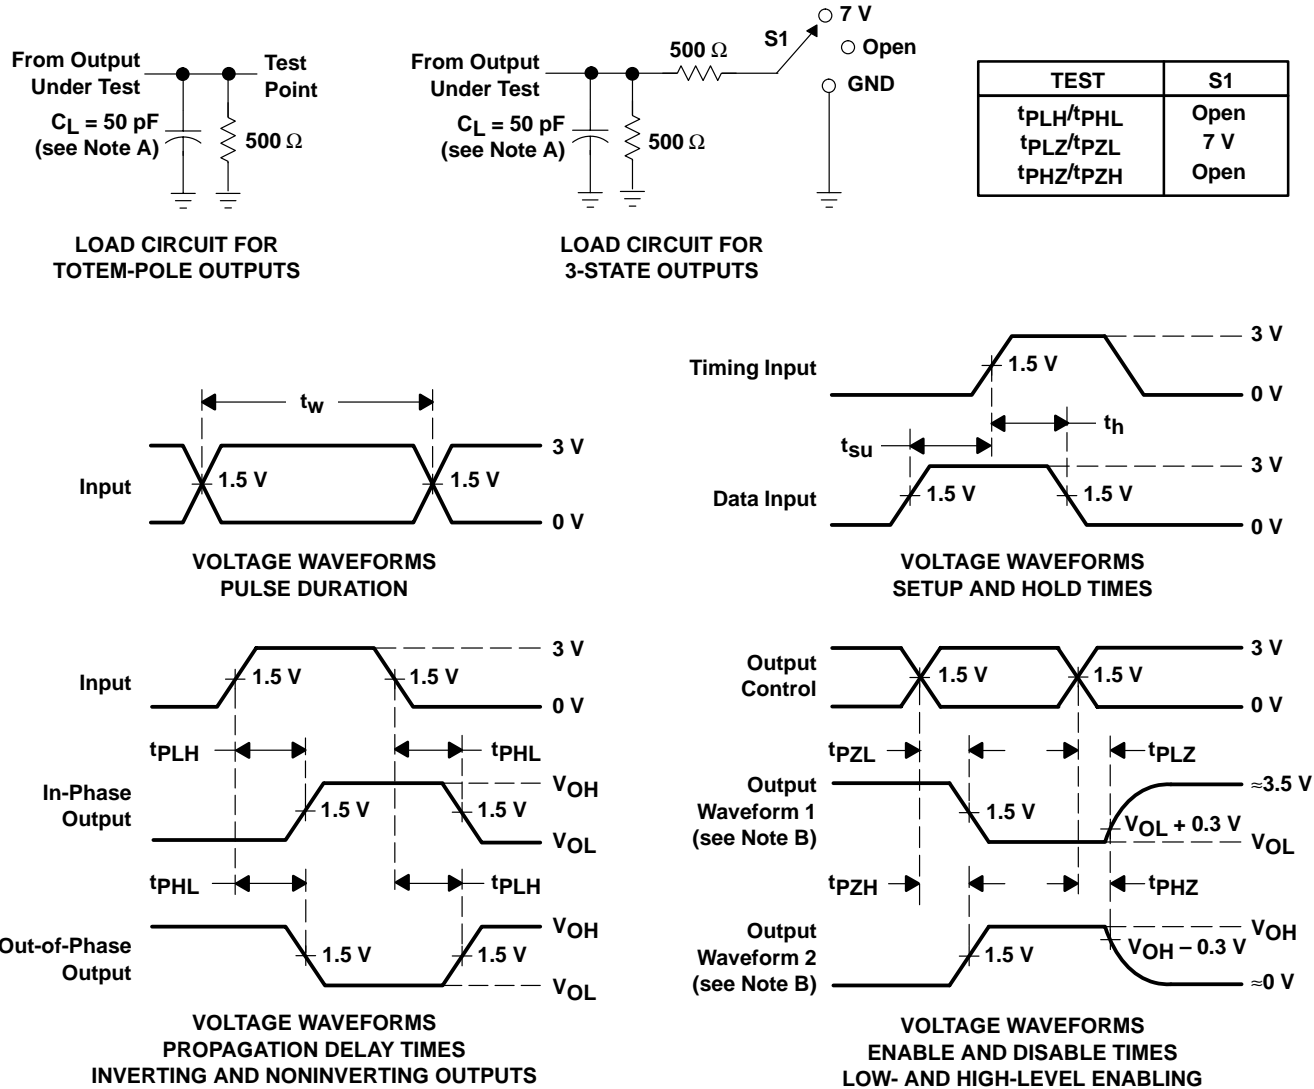 From Output
Under Test
Test
Point
CL = 50 pF
(see Note A)
500 Ω
LOAD CIRCUIT FOR
TOTEM-POLE OUTPUTS
From Output
Under Test
500 Ω
S1
7 V
Open
GND
CL = 50 pF
(see Note A)
500 Ω
LOAD CIRCUIT FOR
3-STATE OUTPUTS
TEST S1
tPLH/tPHL Open
tPLZ/tPZL 7 V
tPHZ/tPZH Open
tw
Input
1.5 V
1.5 V
3 V
0 V
VOLTAGE WAVEFORMS
PULSE DURATION
Timing Input
1.5 V
3 V
0 V
tsu
th
Data Input
1.5 V
1.5 V
3 V
0 V
VOLTAGE WAVEFORMS
SETUP AND HOLD TIMES
Input
1.5 V
1.5 V
3 V
0 V
tPLH
tPHL
In-Phase
Output
1.5 V
1.5 V
VOH
VOL
tPHL
tPLH
Out-of-Phase
Output
1.5 V
1.5 V
VOH
VOL
VOLTAGE WAVEFORMS
PROPAGATION DELAY TIMES
INVERTING AND NONINVERTING OUTPUTS
Output
Control
1.5 V
1.5 V
3 V
0 V
tPZL
tPLZ
Output
Waveform 1
(see Note B)
1.5 V
≈3.5 V
VOL + 0.3 V
VOL
tPZH
tPHZ
Output
Waveform 2
(see Note B)
1.5 V
VOH
VOH – 0.3 V
≈0 V
VOLTAGE WAVEFORMS
ENABLE AND DISABLE TIMES
LOW- AND HIGH-LEVEL ENABLING